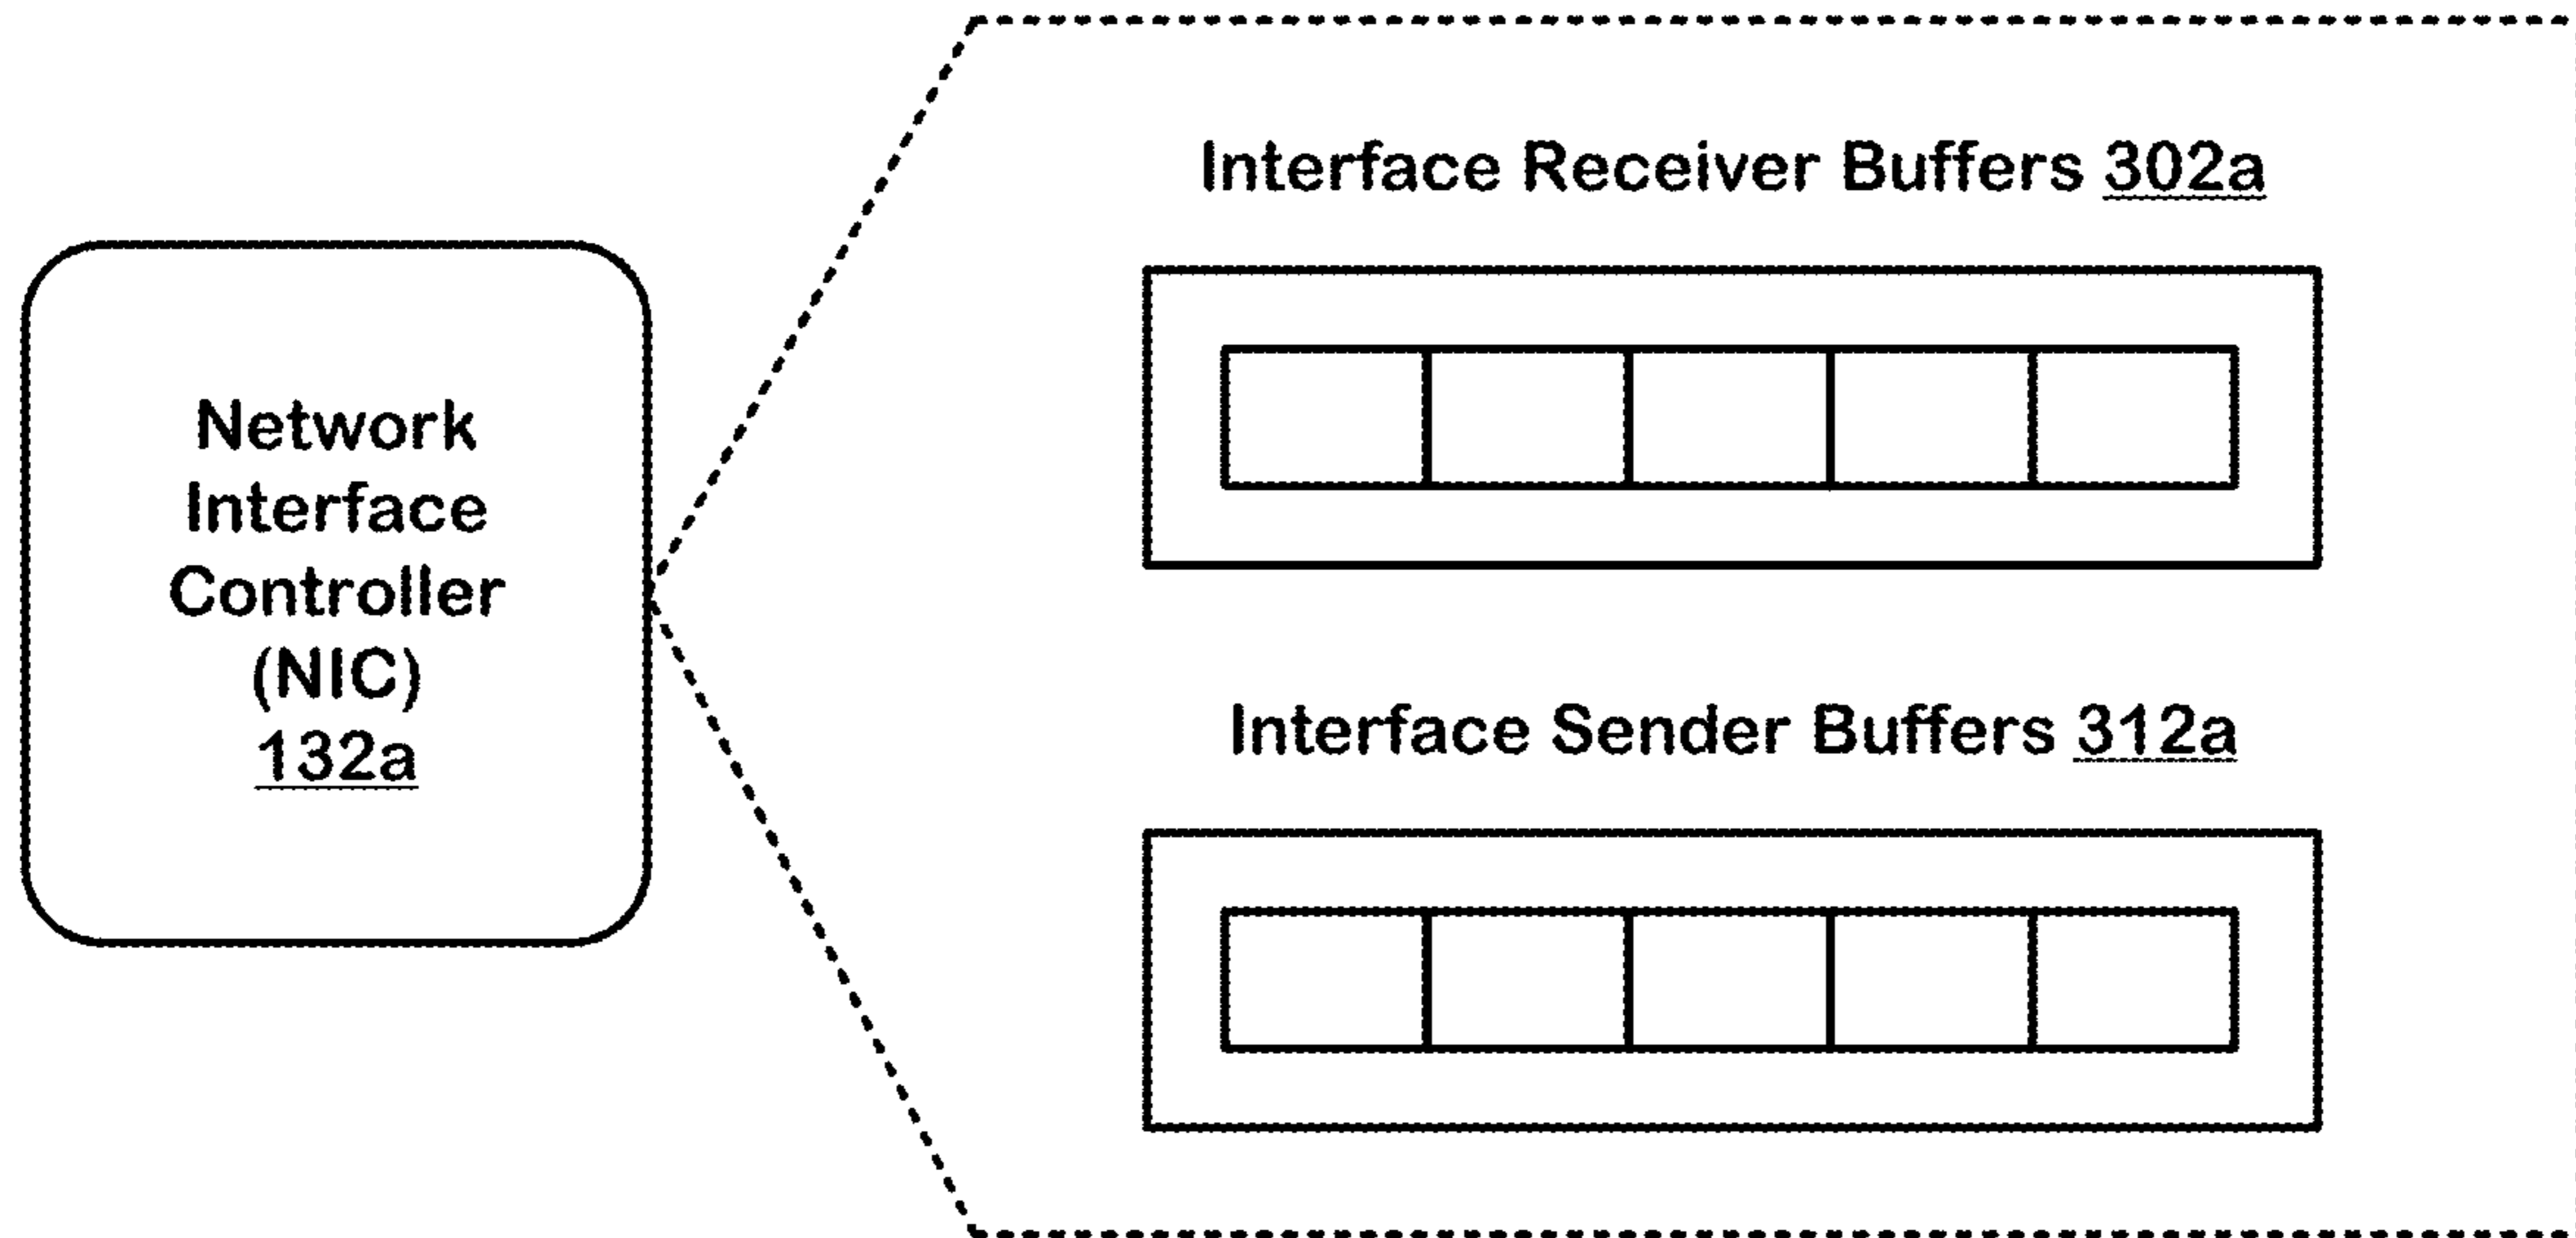 Network
Interface
Controller
(NIC)
132a
Interface Receiver Buffers 302a
Interface Sender Buffers 312a